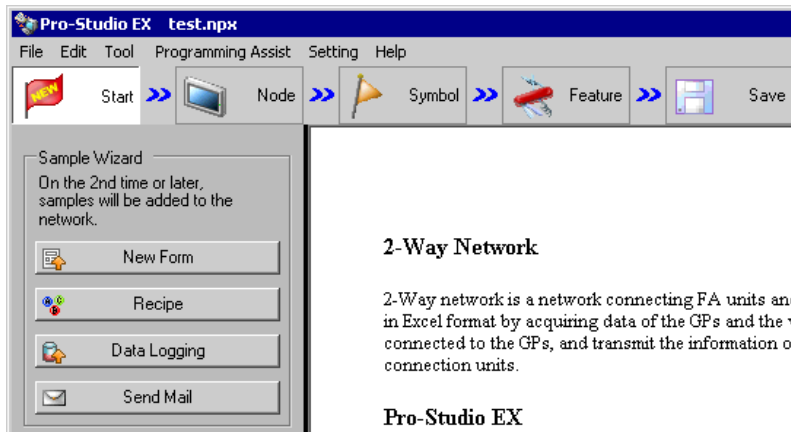 Pro-Studio EX test.npx
File Edit Tool Programming Assist Setting Help
NEW Start Node Symbol Feature Save
Sample Wizard
On the 2nd time or later,
samples will be added to the
network.
New Form
Recipe
Data Logging
Send Mail
2-Way Network
2-Way network is a network connecting FA units an
in Excel format by acquiring data of the GPs and the
connected to the GPs, and transmit the information o
connection units.
Pro-Studio EX